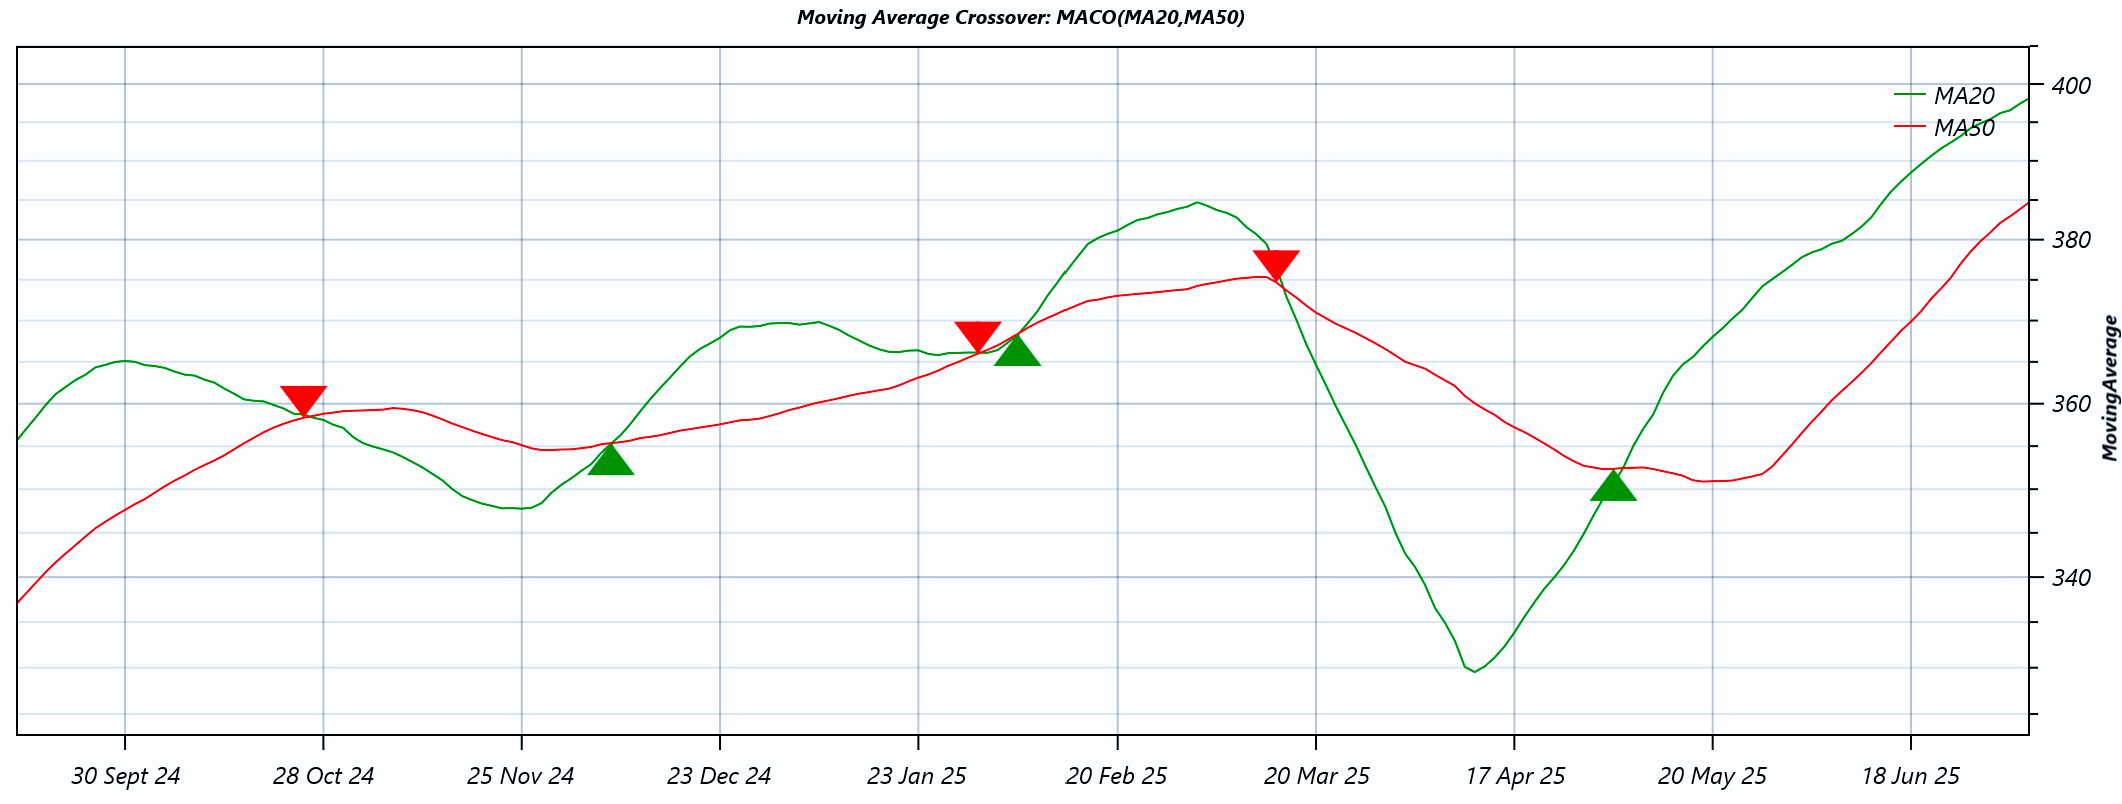 Moving Average Crossover: MACO(MA20,MA50)
MA20
MA50
400
380
360
340
MovingAverage
30 Sept 24
28 Oct 24
25 Nov 24
23 Dec 24
23 Jan 25
20 Feb 25
20 Mar 25
17 Apr 25
20 May 25
18 Jun 25